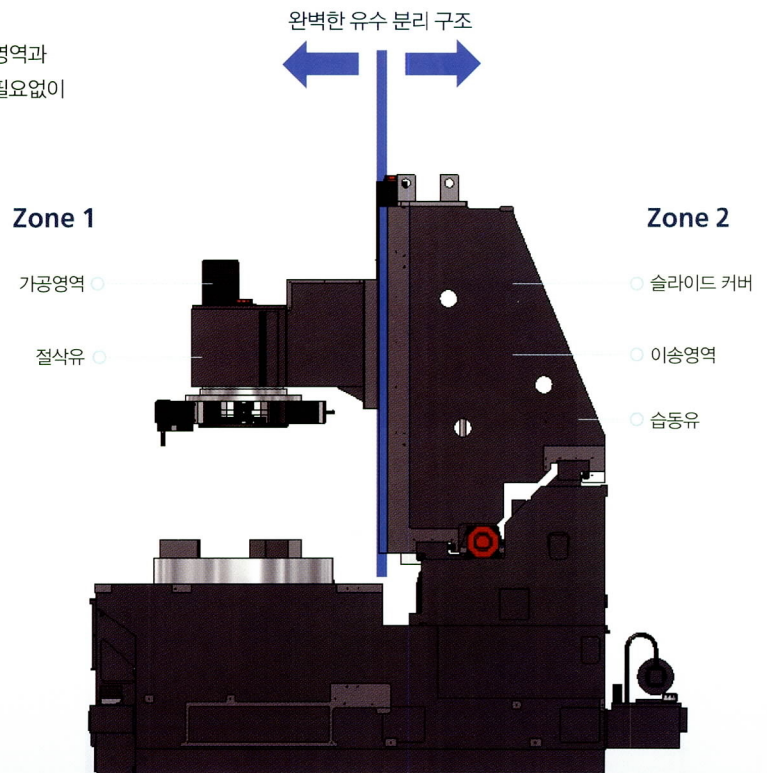 완벽한 유수 분리 구조
영역과
필요없이
Zone 1
가공영역
절삭유
Zone 2
슬라이드 커버
이송영역
습동유